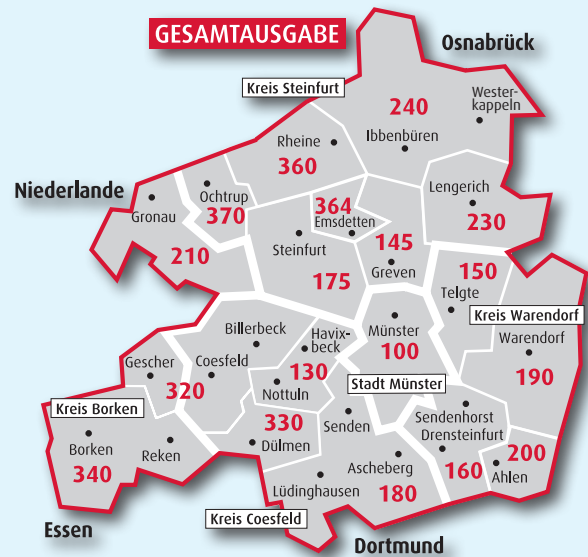 GESAMTAUSGABE
Osnabrück
Kreis Steinfurt
240
Wester-
kappeln
Rheine
Ibbenbüren
360
Niederlande
Ochtrup
Lengerich
Gronau
370
364
Emsdetten
230
210
Steinfurt
145
Greven
175
150
Telgte
Billerbeck
Havix-
beck
Münster
100
Kreis Warendorf
Warendorf
190
Gescher
Coesfeld
320
130
Nottuln
Stadt Münster
Kreis Borken
330
Dülmen
Senden
Sendenhorst
Drensteinfurt
Borken
340
Reken
Ascheberg
160
200
Ahlen
Lüdinghausen
180
Kreis Coesfeld
Essen
Dortmund